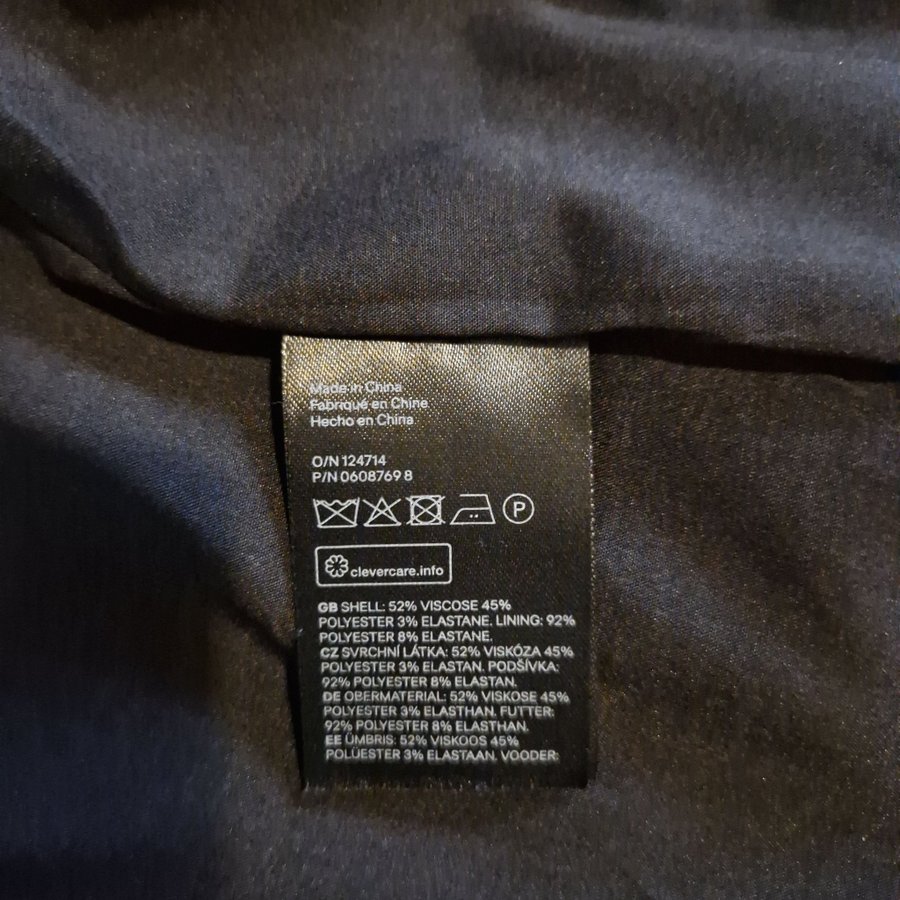 Made in China
Fabriqué en Chine
Hecho en China
O/N 124714
P/N 0608769 8
P
clevercare.info
GB SHELL: 52% VISCOSE 45%
POLYESTER 3% ELASTANE. LINING: 92%
POLYESTER 8% ELASTANE.
CZ SVRCHNÍ LÁTKA: 52% VISKÓZA 45%
POLYESTER 3% ELASTAN. PODŠÍVKA:
92% POLYESTER 8% ELASTAN.
DE OBERMATERIAL: 52% VISKOSE 45%
POLYESTER 3% ELASTHAN. FUTTER:
92% POLYESTER 8% ELASTHAN.
EE ÜMBRIS: 52% VISKOOS 45%
POLÜESTER 3% ELASTAAN. VOODER: